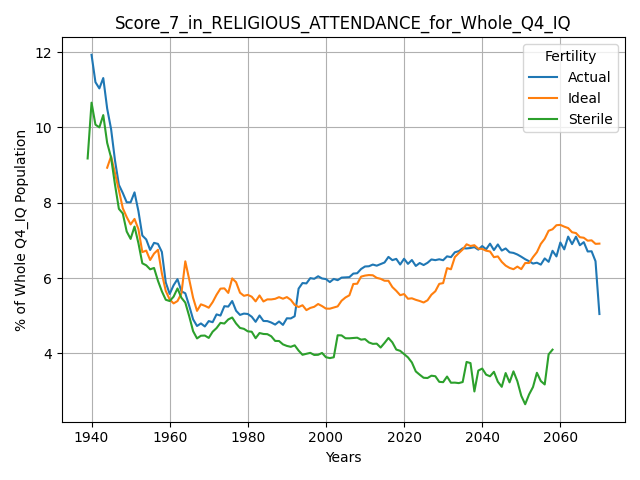 Score_7_in_RELIGIOUS_ATTENDANCE_for_Whole_Q4_IQ
Fertility
Actual
Ideal
Sterile
% of Whole Q4_IQ Population
12
10
8
6
4
1940 1960 1980 2000 2020 2040 2060
Years